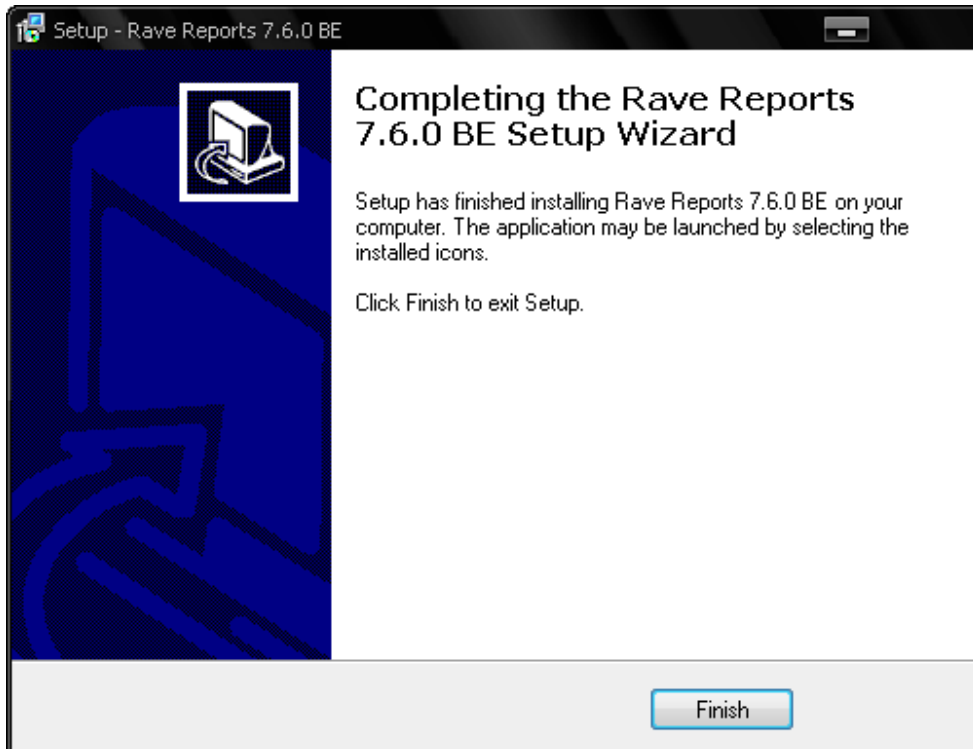 Setup - Rave Reports 7.6.0 BE
Completing the Rave Reports
7.6.0 BE Setup Wizard
Setup has finished installing Rave Reports 7.6.0 BE on your
computer. The application may be launched by selecting the
installed icons.
Click Finish to exit Setup.
Finish